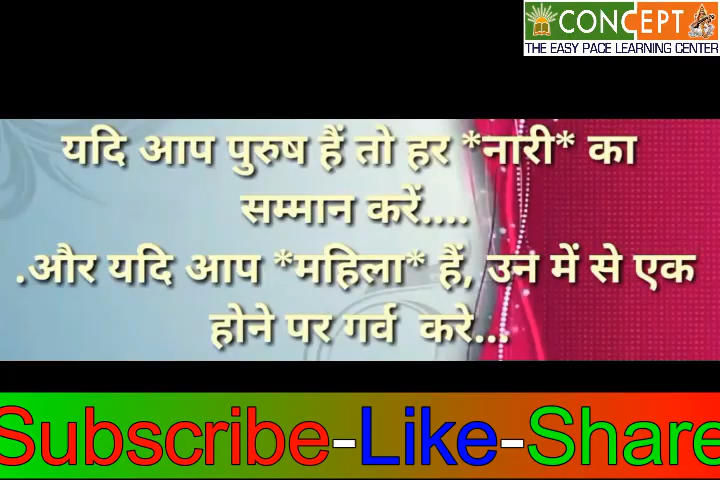 CONCEPT
THE EASY PACE LEARNING CENTER
यदि आप पुरुष हैं तो हर *नारी* का
सम्मान करें....
.और यदि आप *महिला* हैं, उन में से एक
होने पर गर्व करे...
Subscribe-Like-Share